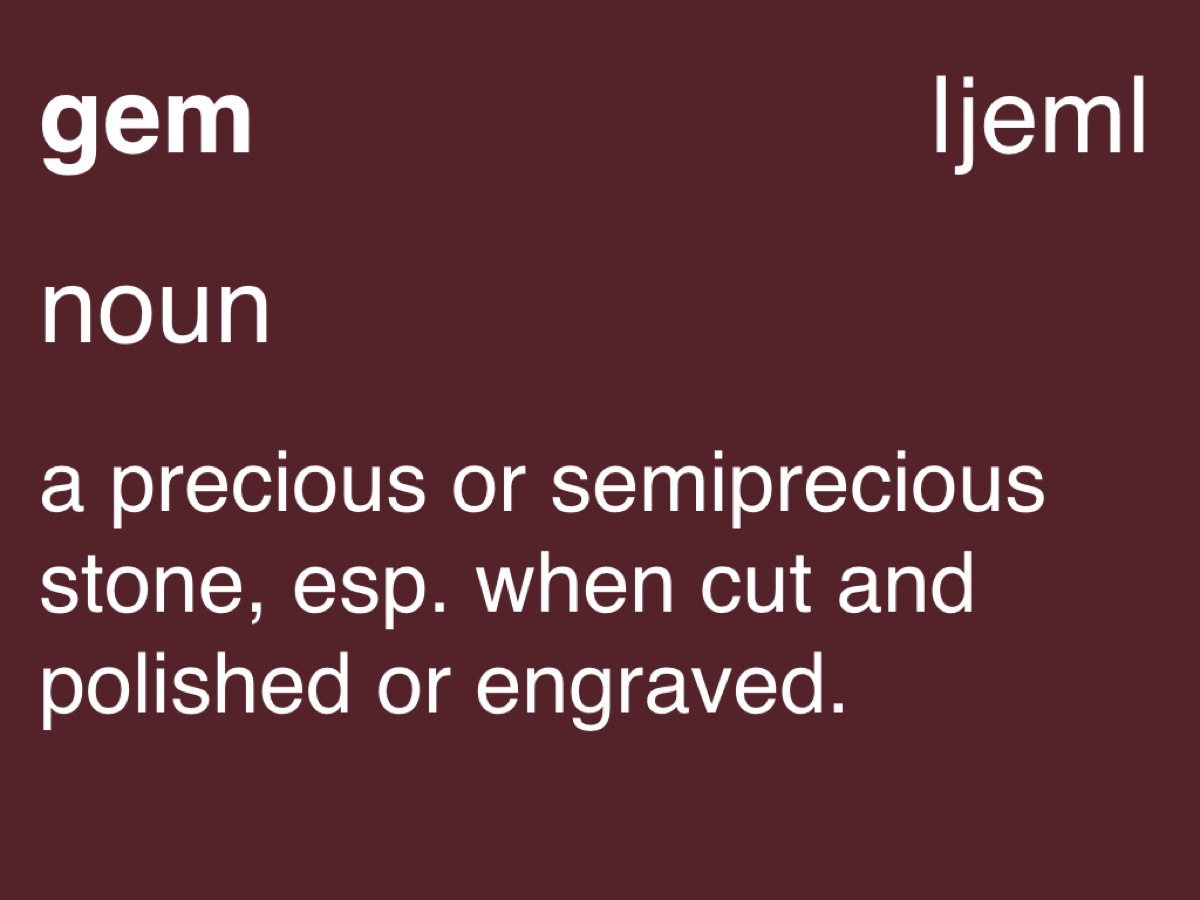 gem ljeml
noun
a precious or semiprecious
stone, esp. when cut and
polished or engraved.